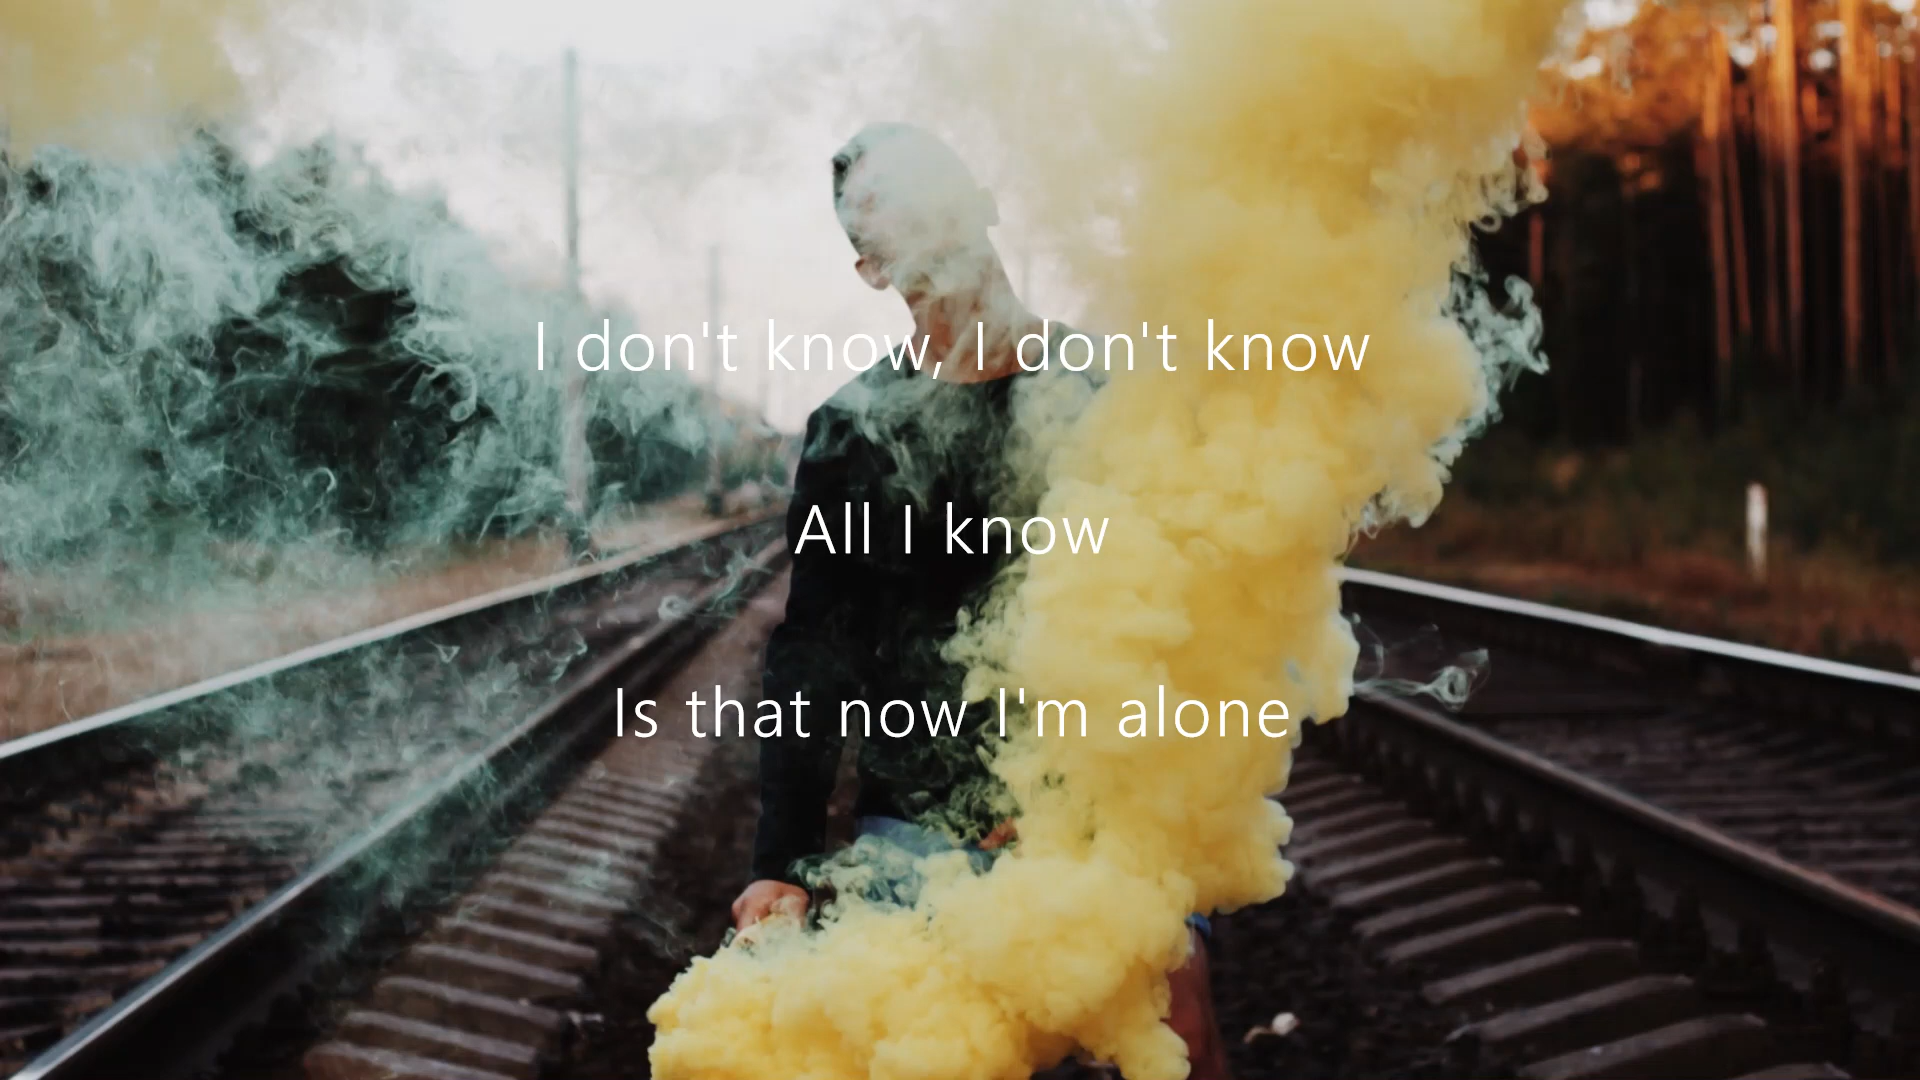 I don't know, I don't know
All I know
Is that now I'm alone